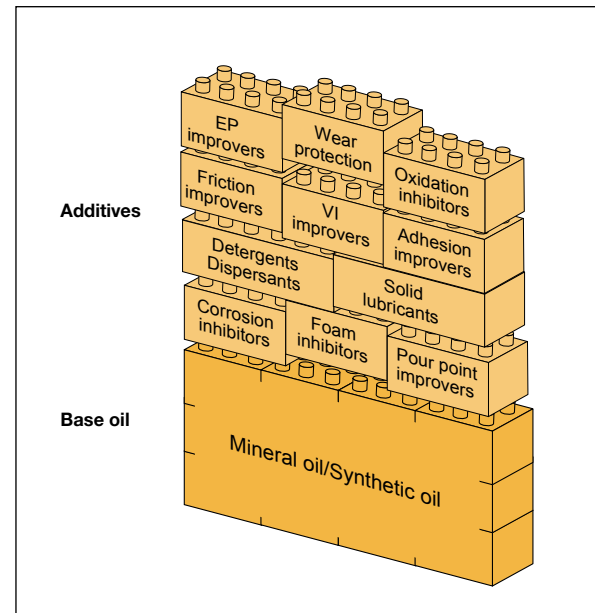 EP
improvers
Wear
protection
Oxidation
inhibitors
Friction
improvers
VI
improvers
Adhesion
improvers
Additives
Detergents
Dispersants
Solid
lubricants
Corrosion
inhibitors
Foam
inhibitors
Pour point
improvers
Base oil
Mineral oil/Synthetic oil